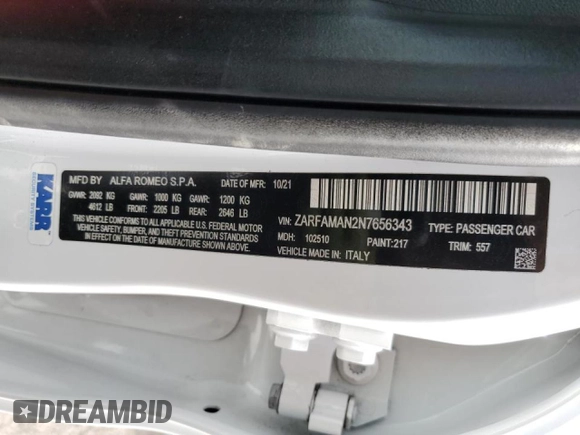 KARR
MFD BY ALFA ROMEO S.P.A. DATE OF MFR: 10/21
GVWR: 2092 KG GAWR: 1000 KG GAWR: 1200 KG
4612 LB FRONT: 2205 LB REAR: 2646 LB
THIS VEHICLE CONFORMS TO ALL APPLICABLE
U.S.A. FEDERAL MOTOR VEHICLE SAFETY, BUMPER, AND THEFT
PREVENTION STANDARDS IN EFFECT ON THE DATE OF
MANUFACTURE SHOWN ABOVE.
VIN: ZARFAMAN2N7656343 TYPE: PASSENGER CAR
MDH: 102510 PAINT: 217 TRIM: 557
VEHICLE MADE IN: ITALY
DREAMBID